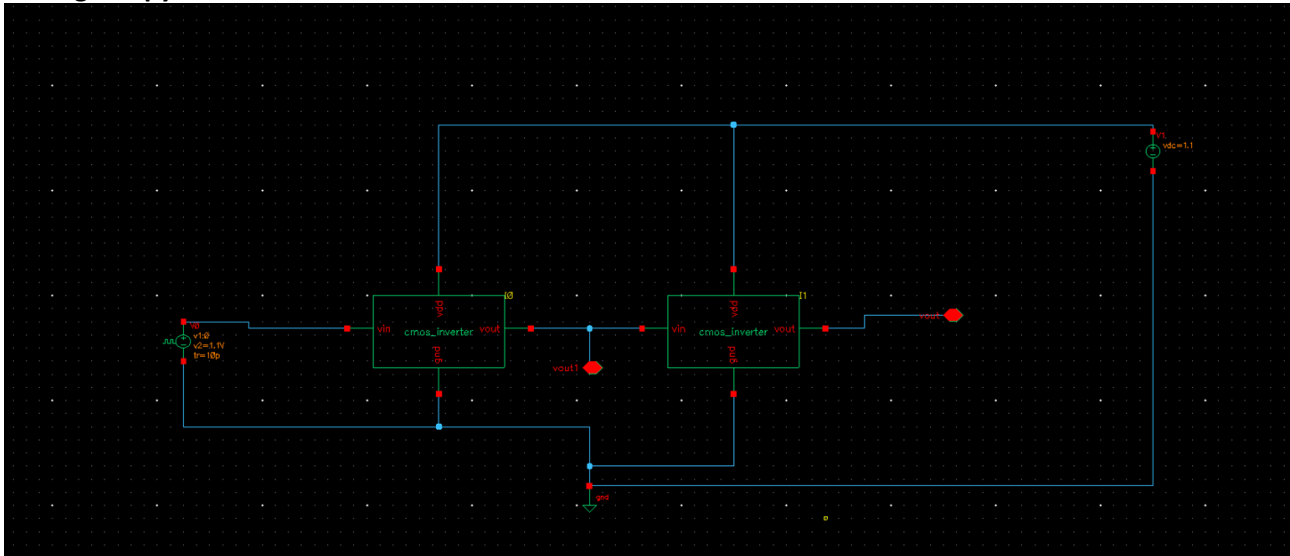 V1
vdc=1.1
I0
I1
vdd
vdd
V0
v1:0
v2=1.1V
tr=10p
vin
cmos_inverter
vout
vin
cmos_inverter
vout
vout
gnd
gnd
vout1
gnd